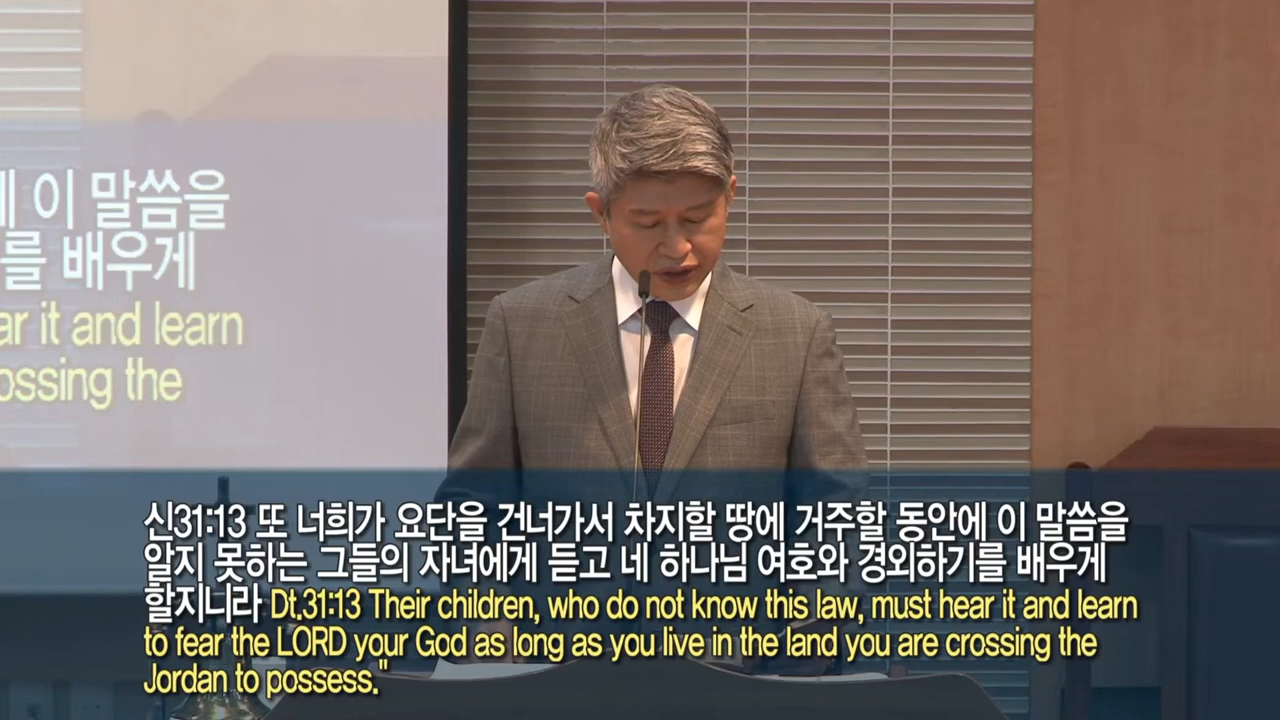 에 이 말씀을
를 배우게
ar it and learn
ossing the
신31:13 또 너희가 요단을 건너가서 차지할 땅에 거주할 동안에 이 말씀을
알지 못하는 그들의 자녀에게 듣고 네 하나님 여호와 경외하기를 배우게
할지니라 Dt.31:13 Their children, who do not know this law, must hear it and learn
to fear the LORD your God as long as you live in the land you are crossing the
Jordan to possess."